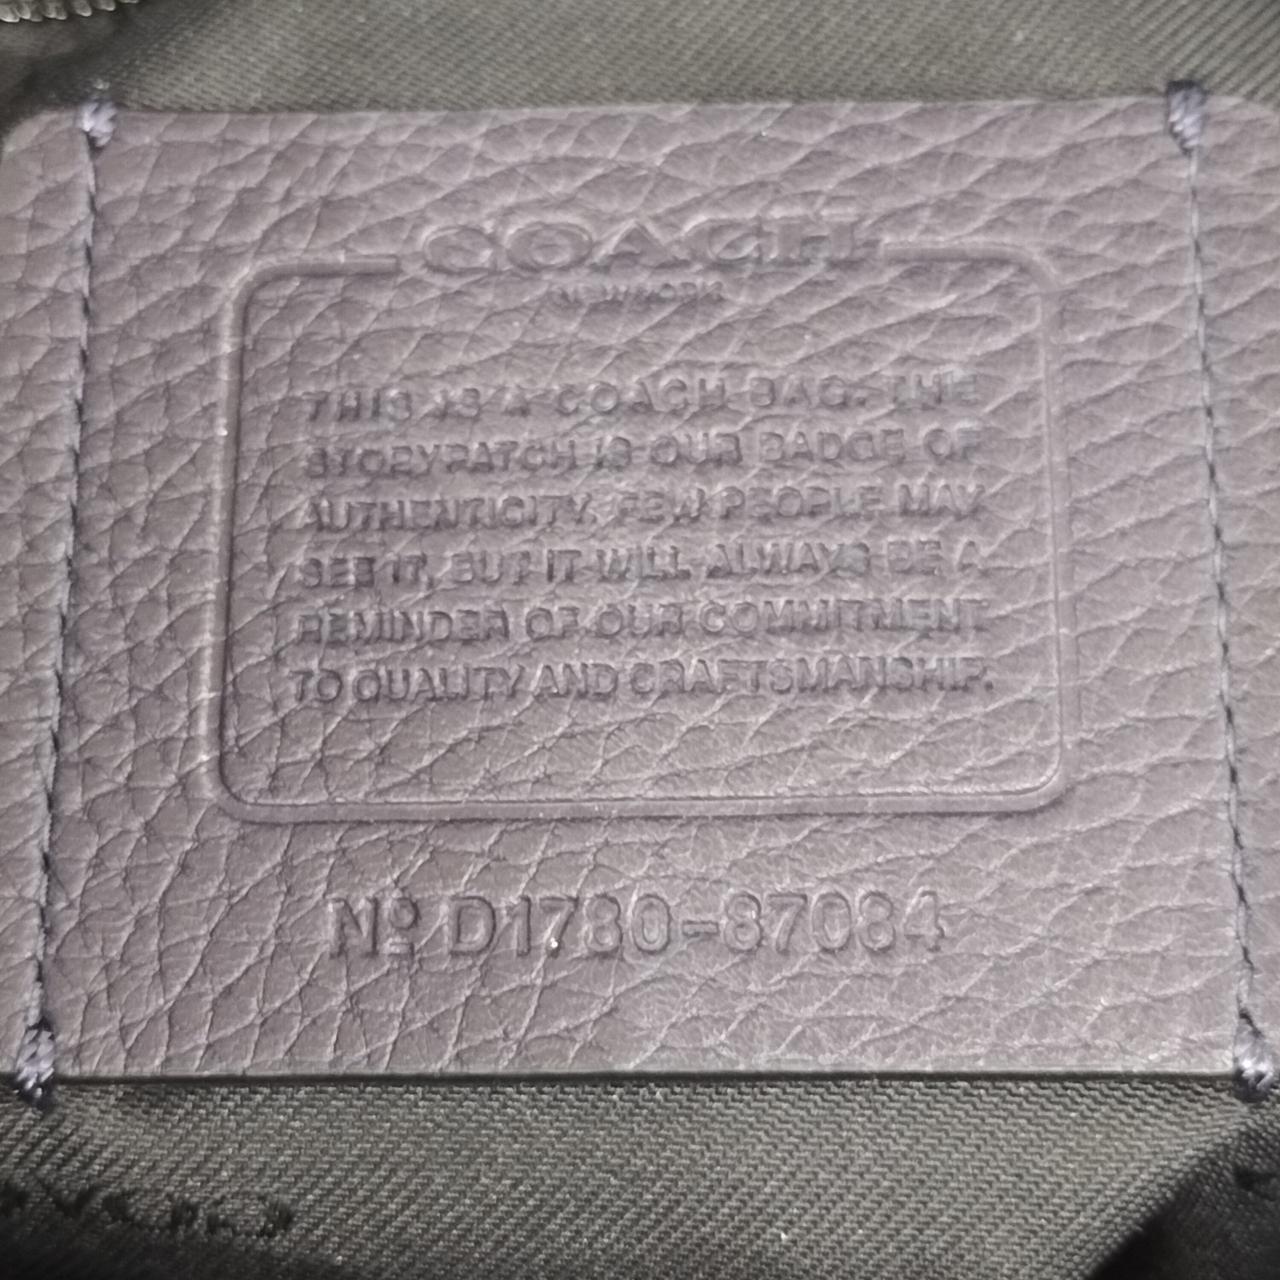 COACH
NEW YORK
THIS IS A COACH BAG. THE
STORYPATCH IS OUR BADGE OF
AUTHENTICITY. FEW PEOPLE MAY
SEE IT, BUT IT WILL ALWAYS BE A
REMINDER OF OUR COMMITMENT
TO QUALITY AND CRAFTSMANSHIP.
Nº D1780-87084